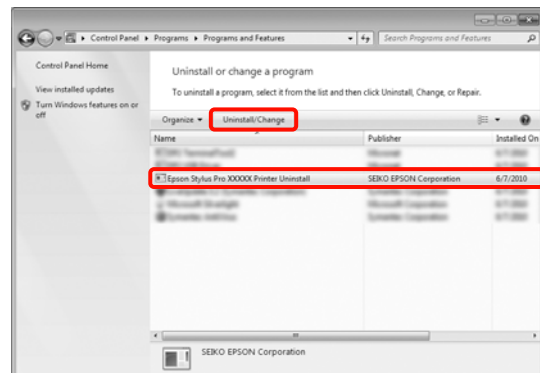 Control Panel Programs Programs and Features Search Programs and Features
Control Panel Home
View installed updates
Turn Windows features on or
off
Uninstall or change a program
To uninstall a program, select it from the list and then click Uninstall, Change, or Repair.
Organize Uninstall/Change
Name Publisher Installed On
Epson Stylus Pro XXXXX Printer Uninstall SEIKO EPSON Corporation 6/7/2010
SEIKO EPSON Corporation